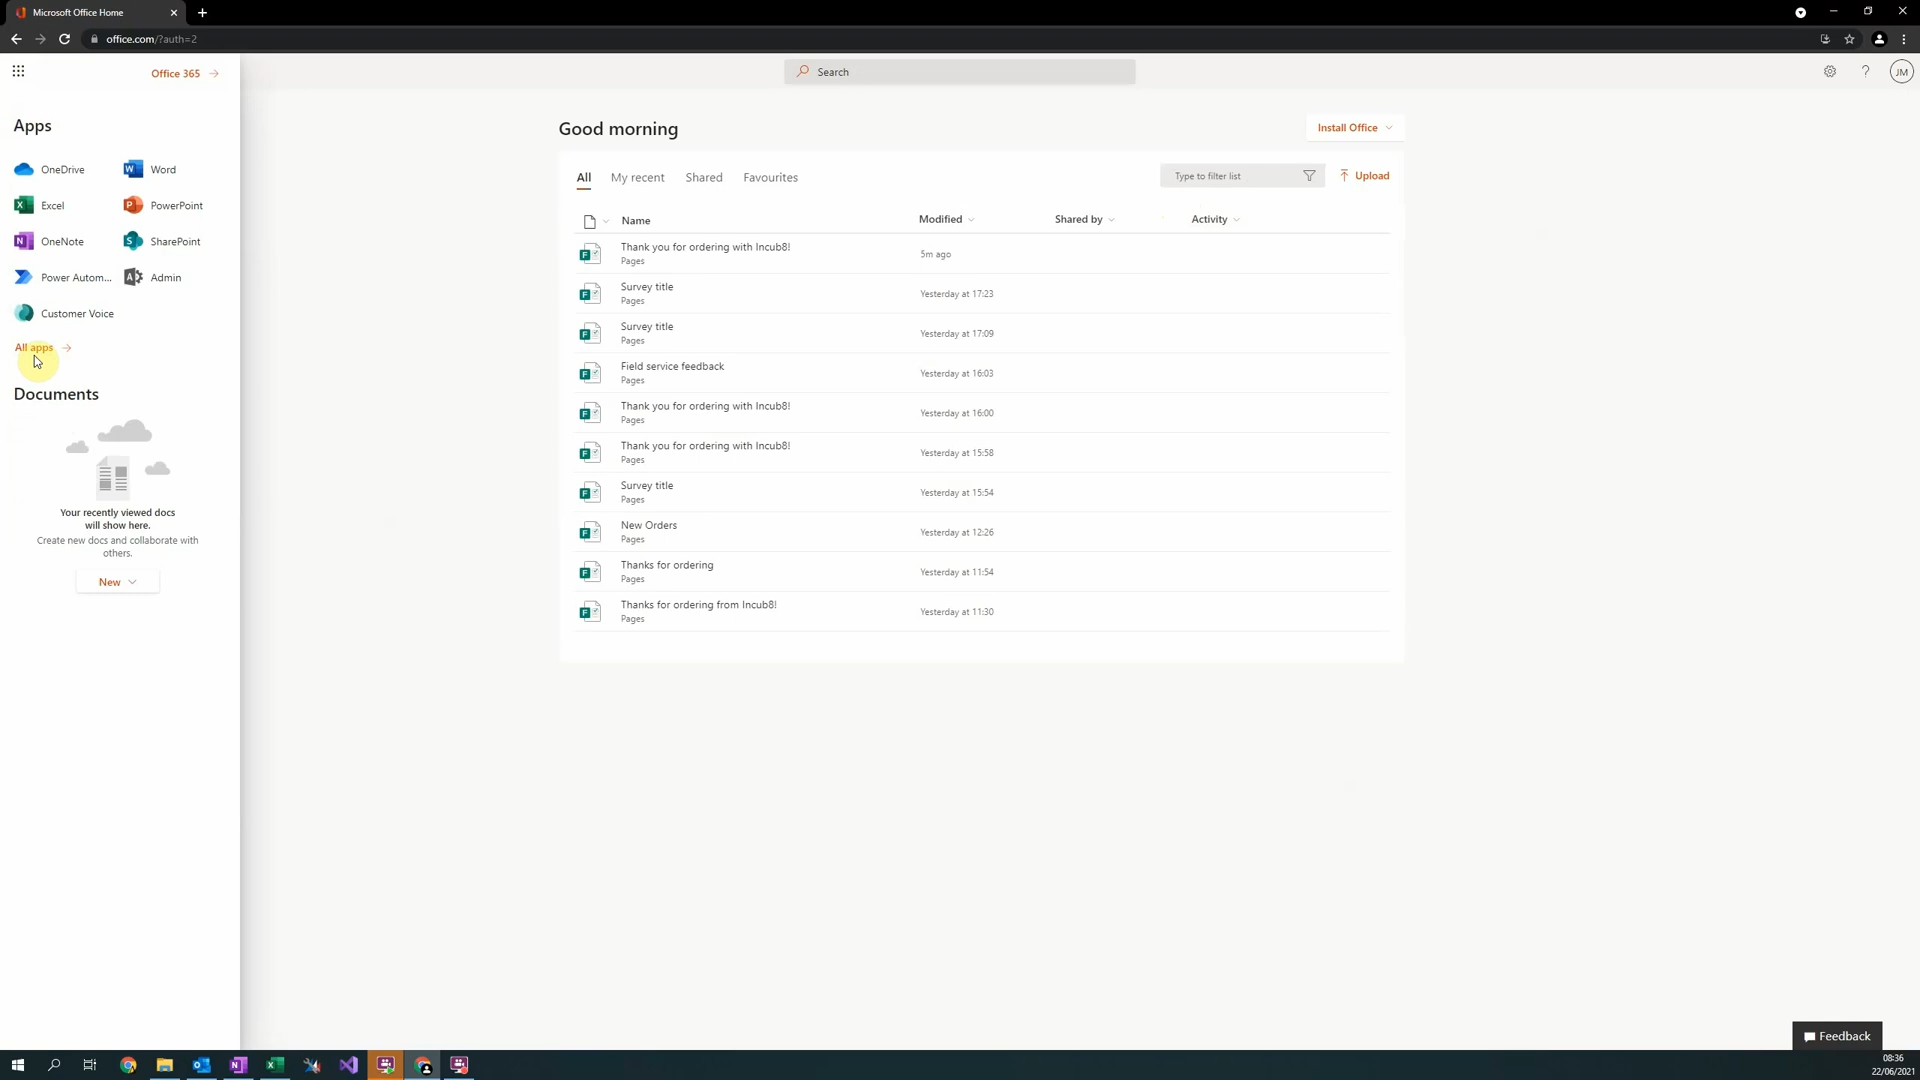 Microsoft Office Home
office.com/?auth=2
Office 365
Search
JM
Apps
OneDrive
Word
Excel
PowerPoint
OneNote
SharePoint
Power Autom...
Admin
Customer Voice
All apps
Documents
Your recently viewed docs
will show here.
Create new docs and collaborate with
others.
New
Good morning
Install Office
All
My recent
Shared
Favourites
Type to filter list
Upload
Name
Modified
Shared by
Activity
Thank you for ordering with Incub8!
Pages
5m ago
Survey title
Pages
Yesterday at 17:23
Survey title
Pages
Yesterday at 17:09
Field service feedback
Pages
Yesterday at 16:03
Thank you for ordering with Incub8!
Pages
Yesterday at 16:00
Thank you for ordering with Incub8!
Pages
Yesterday at 15:58
Survey title
Pages
Yesterday at 15:54
New Orders
Pages
Yesterday at 12:26
Thanks for ordering
Pages
Yesterday at 11:54
Thanks for ordering from Incub8!
Pages
Yesterday at 11:30
Feedback
08:36
22/06/2021